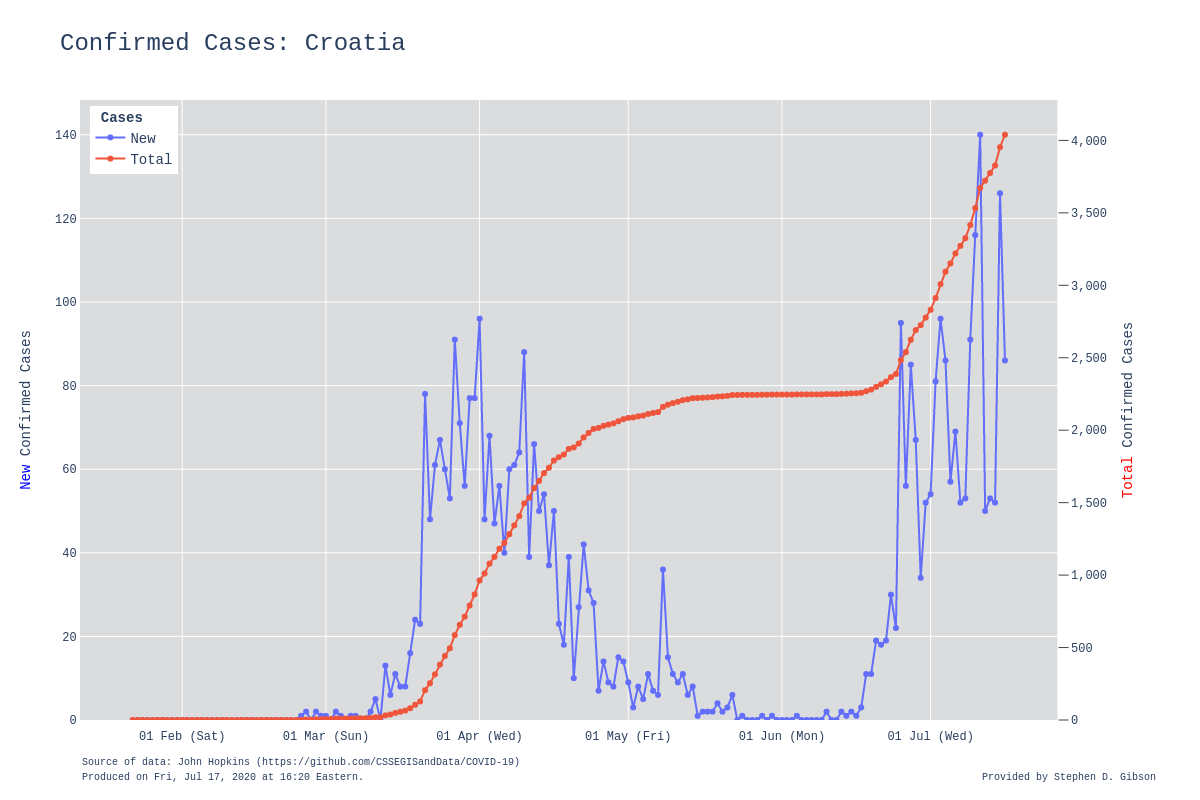 Confirmed Cases: Croatia
Cases
New
Total
140
120
100
80
60
40
20
0
4,000
3,500
3,000
2,500
2,000
1,500
1,000
500
0
New Confirmed Cases
Total Confirmed Cases
01 Feb (Sat)
01 Mar (Sun)
01 Apr (Wed)
01 May (Fri)
01 Jun (Mon)
01 Jul (Wed)
Source of data: John Hopkins (https://github.com/CSSEGISandData/COVID-19)
Produced on Fri, Jul 17, 2020 at 16:20 Eastern.
Provided by Stephen D. Gibson